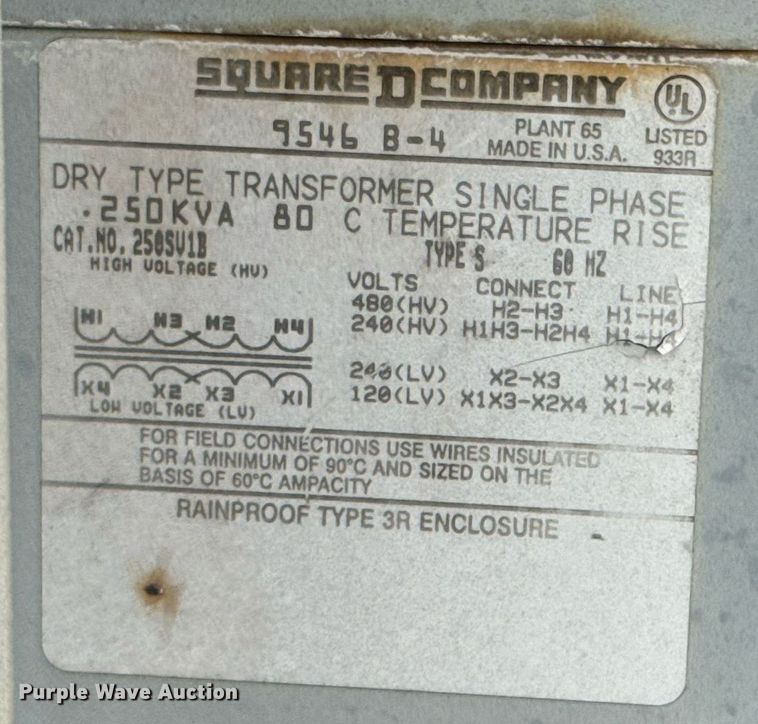 SQUARE D COMPANY
UL
9546 B-4
PLANT 65
MADE IN U.S.A.
LISTED
933R
DRY TYPE TRANSFORMER SINGLE PHASE
.250KVA 80 C TEMPERATURE RISE
CAT.NO. 250SV1B TYPE S 60 HZ
HIGH VOLTAGE (HV)
VOLTS CONNECT LINE
480(HV) H2-H3 H1-H4
240(HV) H1H3-H2H4 H1-H4
240(LV) X2-X3 X1-X4
120(LV) X1X3-X2X4 X1-X4
H1 H3 H2 H4
X4 X2 X3 X1
LOW VOLTAGE (LV)
FOR FIELD CONNECTIONS USE WIRES INSULATED
FOR A MINIMUM OF 90°C AND SIZED ON THE
BASIS OF 60°C AMPACITY
RAINPROOF TYPE 3R ENCLOSURE
Purple Wave Auction